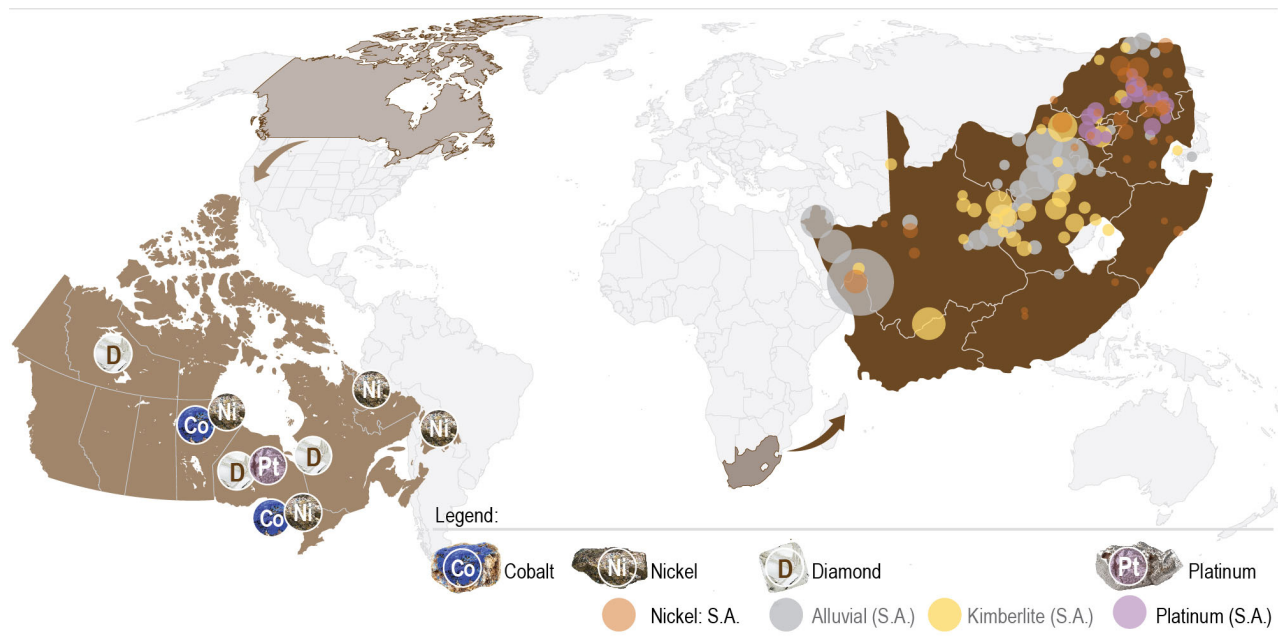 D
Ni
Co
Ni
Ni
D
Pt
D
Co
Ni
Legend:
Co Cobalt Ni Nickel D Diamond Pt Platinum
Nickel: S.A. Alluvial (S.A.) Kimberlite (S.A.) Platinum (S.A.)